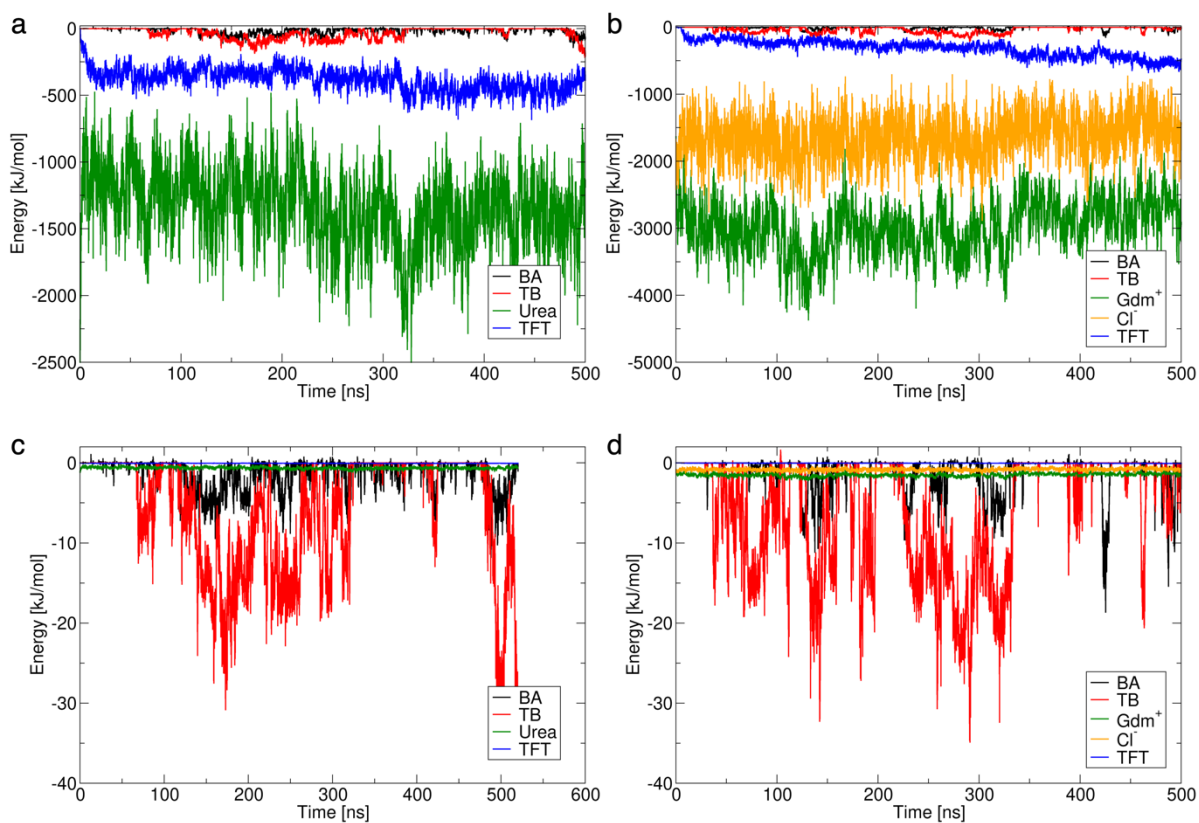 a
0
-500
-1000
-1500
-2000
-2500
0 100 200 300 400 500
Energy [kJ/mol]
Time [ns]
BA
TB
Urea
TFT
b
0
-1000
-2000
-3000
-4000
-5000
0 100 200 300 400 500
Energy [kJ/mol]
Time [ns]
BA
TB
Gdm⁺
Cl⁻
TFT
c
0
-10
-20
-30
-40
0 100 200 300 400 500 600
Energy [kJ/mol]
Time [ns]
BA
TB
Urea
TFT
d
0
-10
-20
-30
-40
0 100 200 300 400 500
Energy [kJ/mol]
Time [ns]
BA
TB
Gdm⁺
Cl⁻
TFT